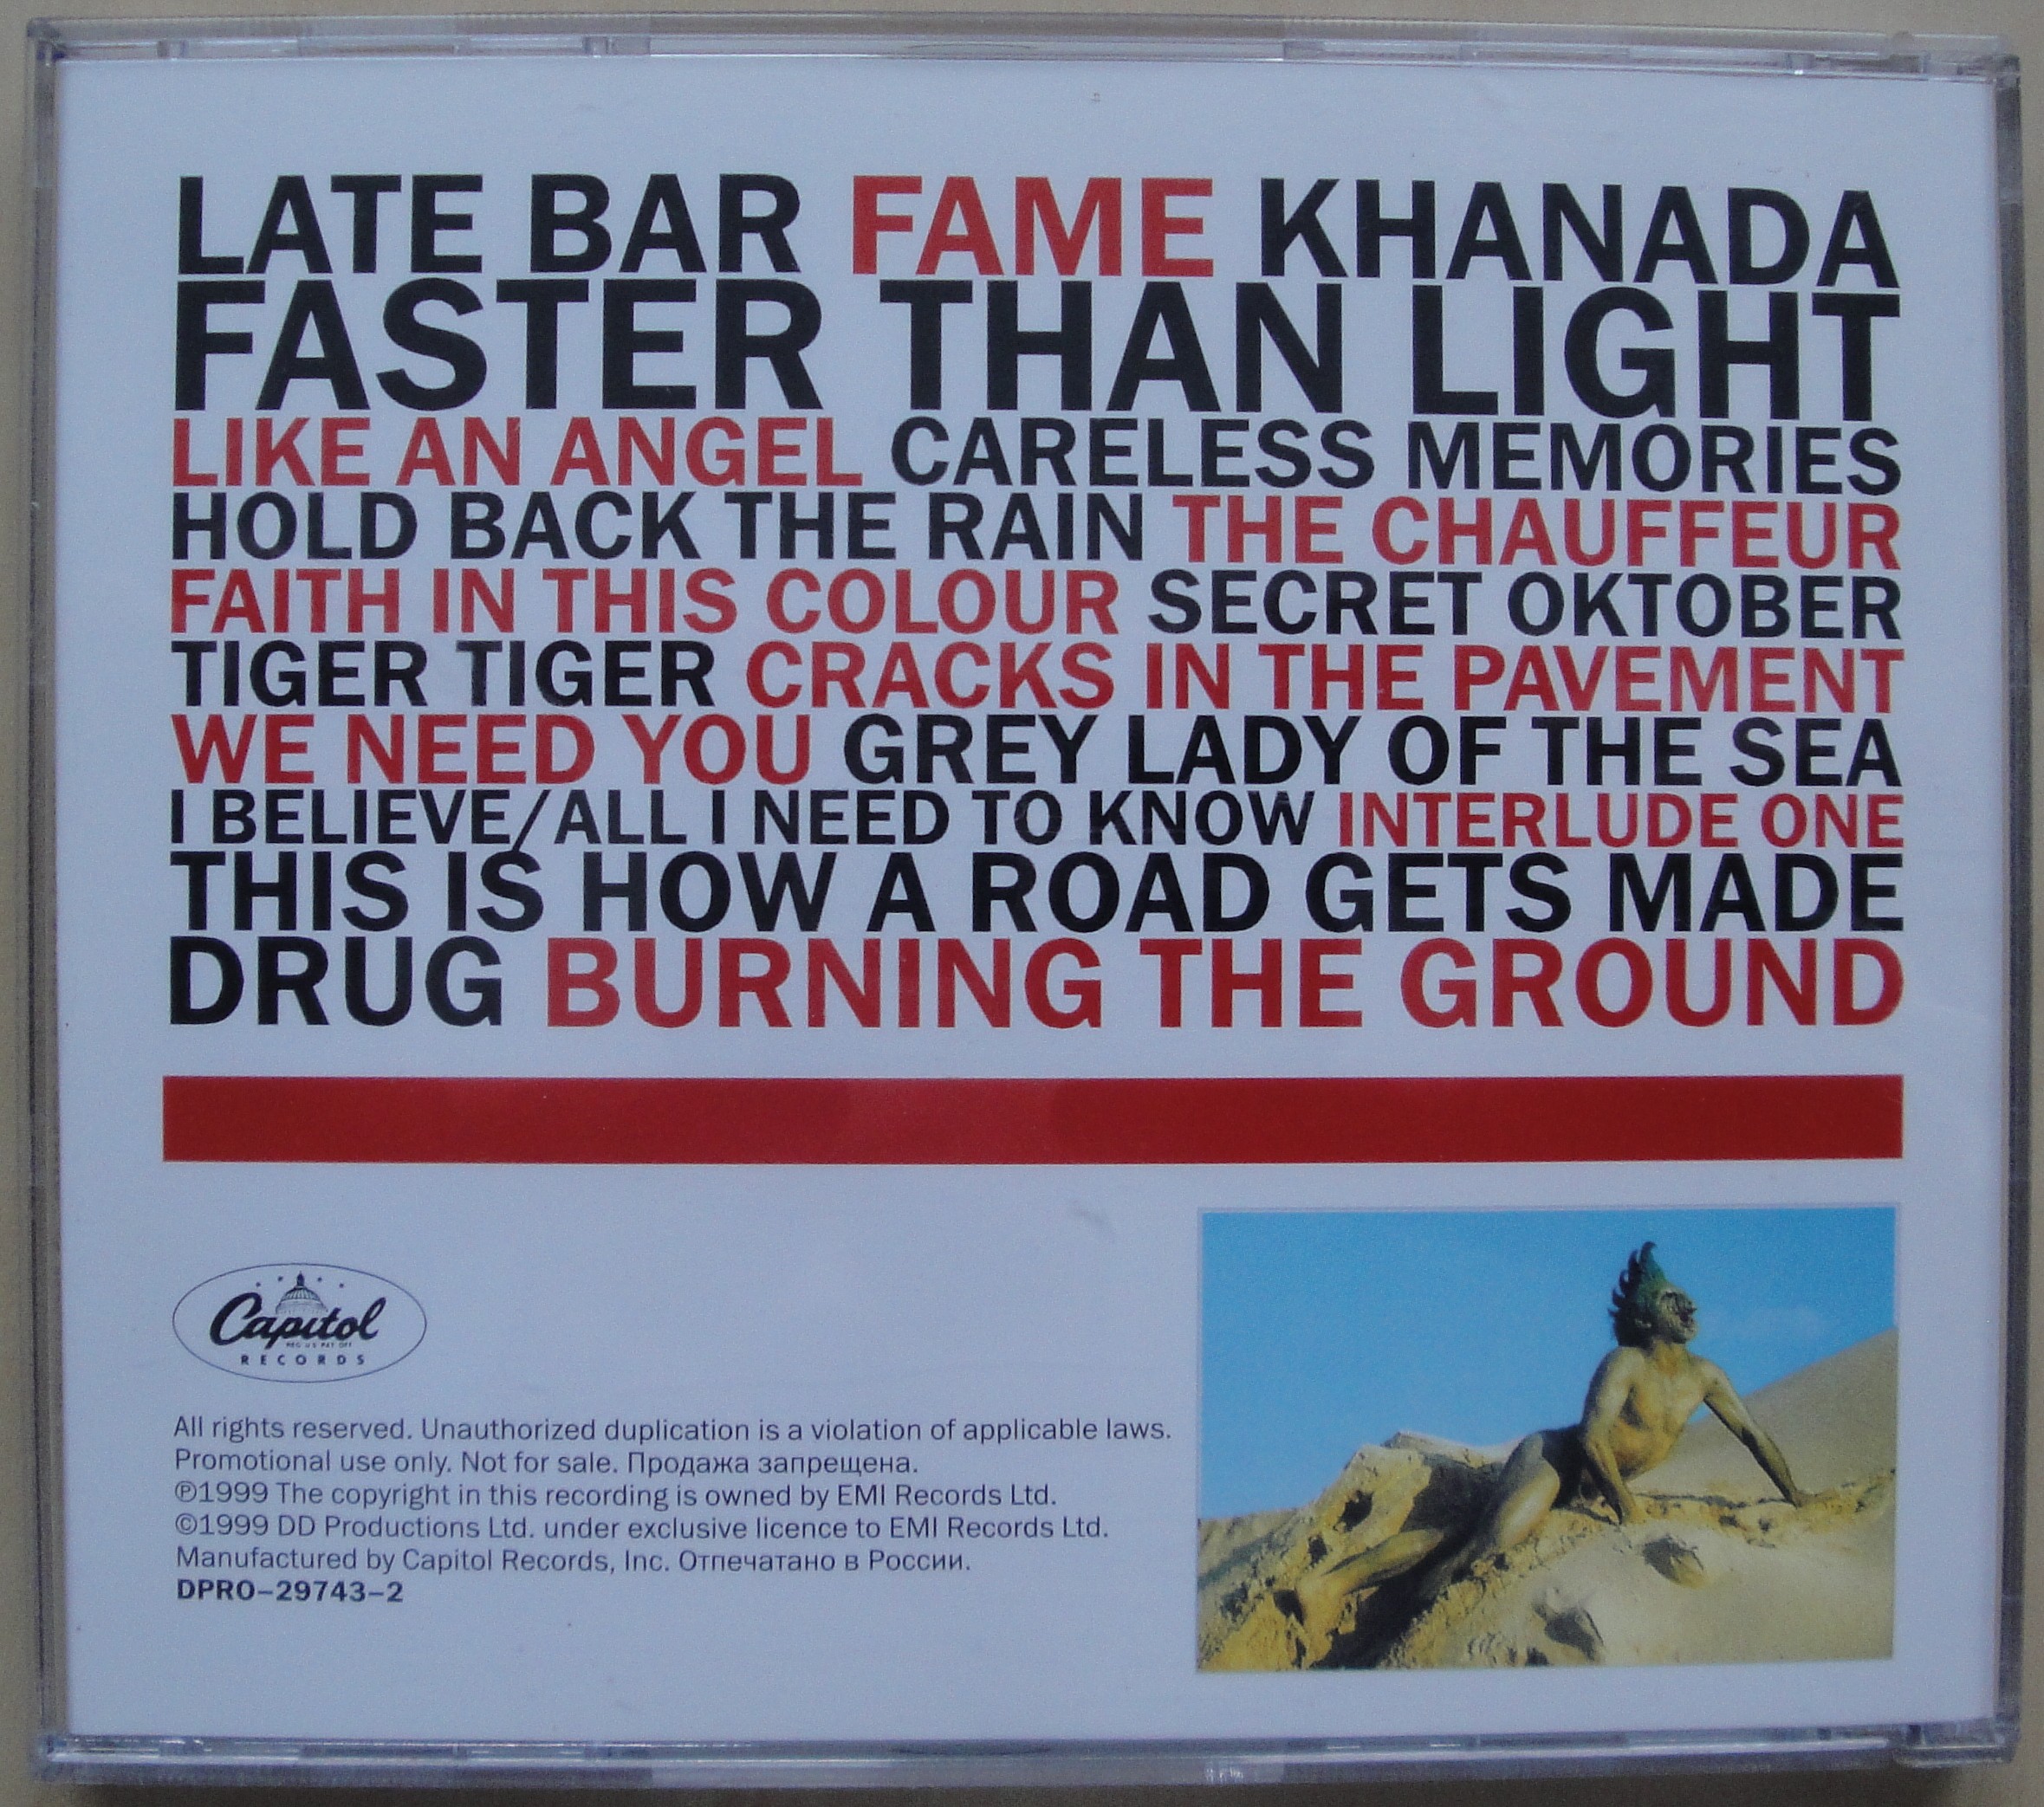 LATE BAR FAME KHANADA
FASTER THAN LIGHT
LIKE AN ANGEL CARELESS MEMORIES
HOLD BACK THE RAIN THE CHAUFFEUR
FAITH IN THIS COLOUR SECRET OKTOBER
TIGER TIGER CRACKS IN THE PAVEMENT
WE NEED YOU GREY LADY OF THE SEA
I BELIEVE/ALL I NEED TO KNOW INTERLUDE ONE
THIS IS HOW A ROAD GETS MADE
DRUG BURNING THE GROUND
Capitol
REG. U.S. PAT. OFF.
RECORDS
All rights reserved. Unauthorized duplication is a violation of applicable laws.
Promotional use only. Not for sale. Продажа запрещена.
℗1999 The copyright in this recording is owned by EMI Records Ltd.
©1999 DD Productions Ltd. under exclusive licence to EMI Records Ltd.
Manufactured by Capitol Records, Inc. Отпечатано в России.
DPRO–29743–2